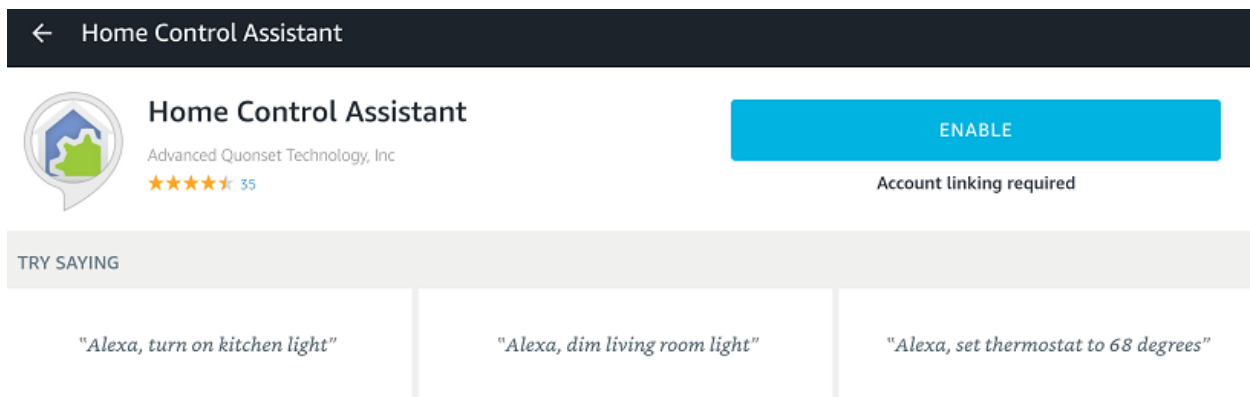 ← Home Control Assistant
Home Control Assistant
Advanced Quonset Technology, Inc
35
ENABLE
Account linking required
TRY SAYING
"Alexa, turn on kitchen light"
"Alexa, dim living room light"
"Alexa, set thermostat to 68 degrees"